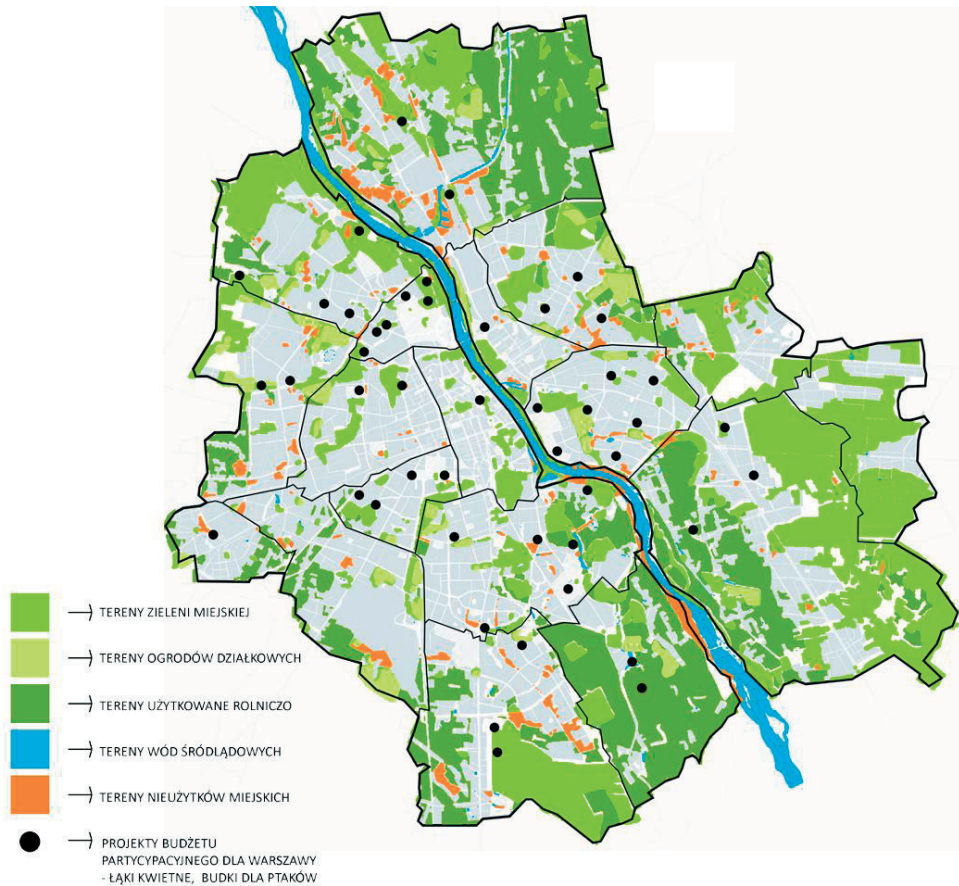 → TERENY ZIELENI MIEJSKIEJ
→ TERENY OGRODÓW DZIAŁKOWYCH
→ TERENY UŻYTKOWANE ROLNICZO
→ TERENY WÓD ŚRÓDLĄDOWYCH
→ TERENY NIEUŻYTKÓW MIEJSKICH
→ PROJEKTY BUDŻETU
PARTYCYPACYJNEGO DLA WARSZAWY
- ŁĄKI KWIETNE, BUDKI DLA PTAKÓW